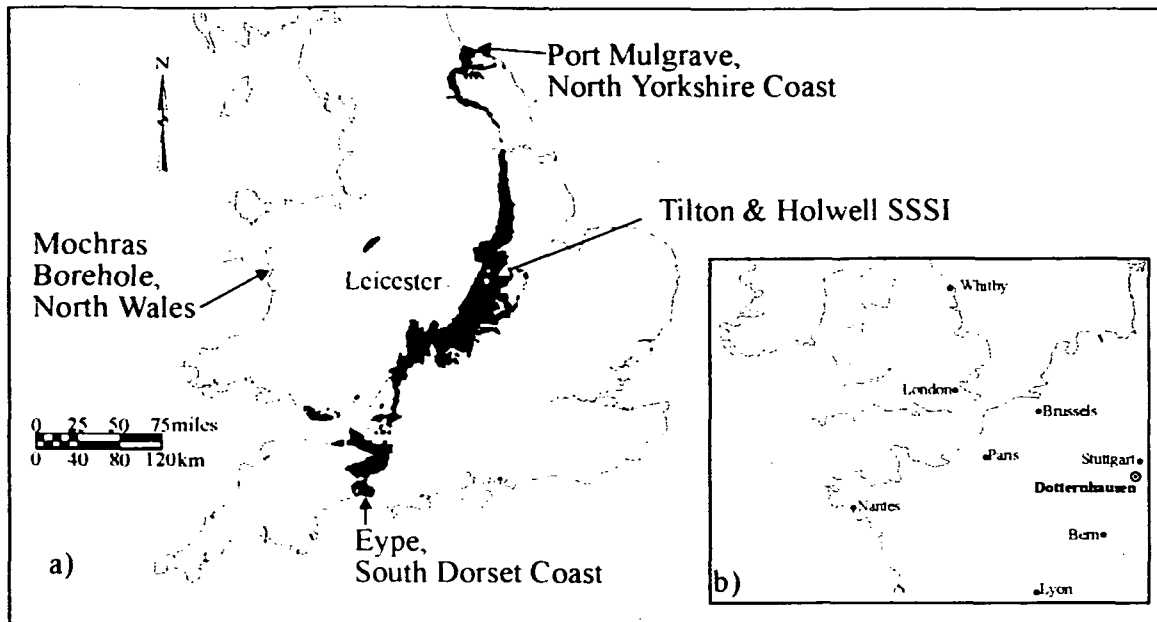 Port Mulgrave,
North Yorkshire Coast
N
Tilton & Holwell SSSI
Mochras
Borehole,
North Wales
Leicester
0 25 50 75miles
0 40 80 120km
Eype,
South Dorset Coast
a)
Whitby
London
Brussels
Paris
Stuttgart
Dotternhausen
Nantes
Bern
Lyon
b)